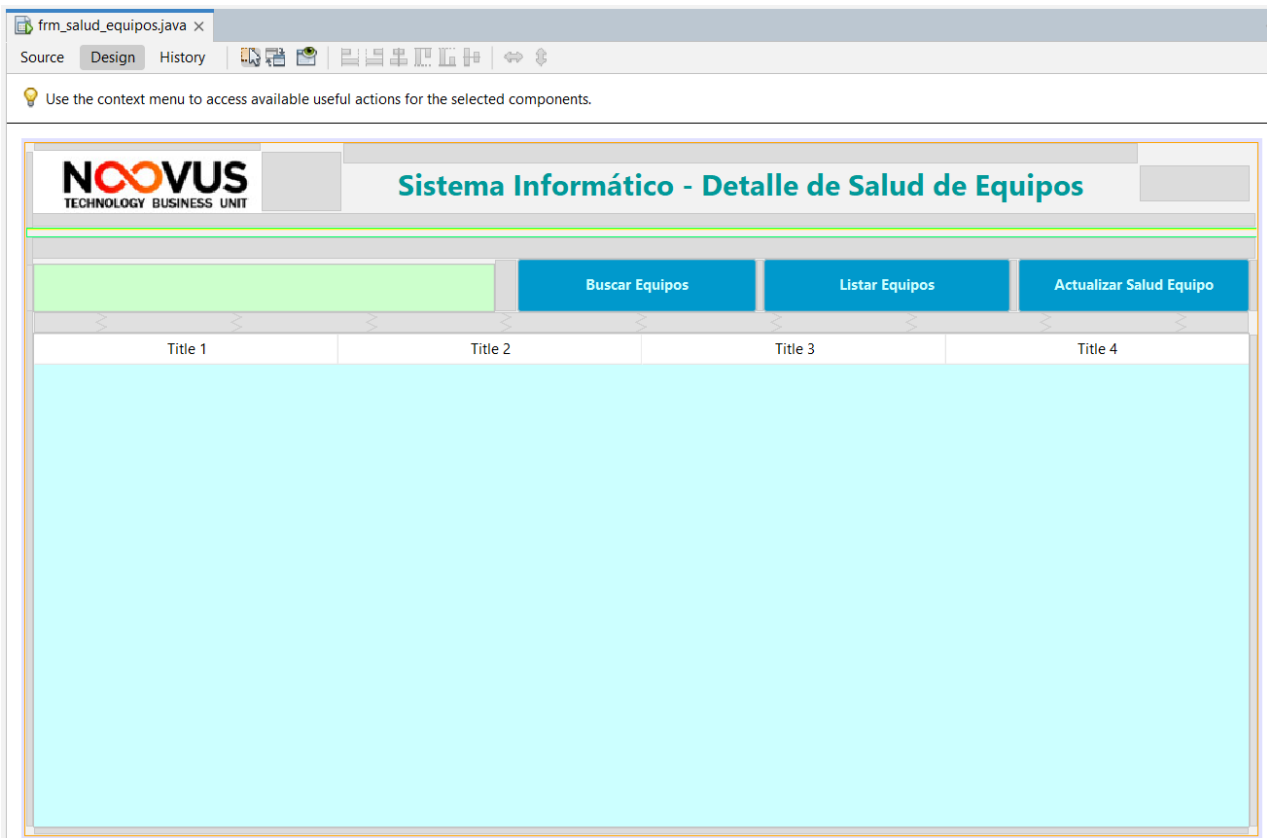 frm_salud_equipos.java ×
Source Design History
Use the context menu to access available useful actions for the selected components.
NOOVUS
TECHNOLOGY BUSINESS UNIT
Sistema Informático - Detalle de Salud de Equipos
Buscar Equipos Listar Equipos Actualizar Salud Equipo
Title 1 Title 2 Title 3 Title 4